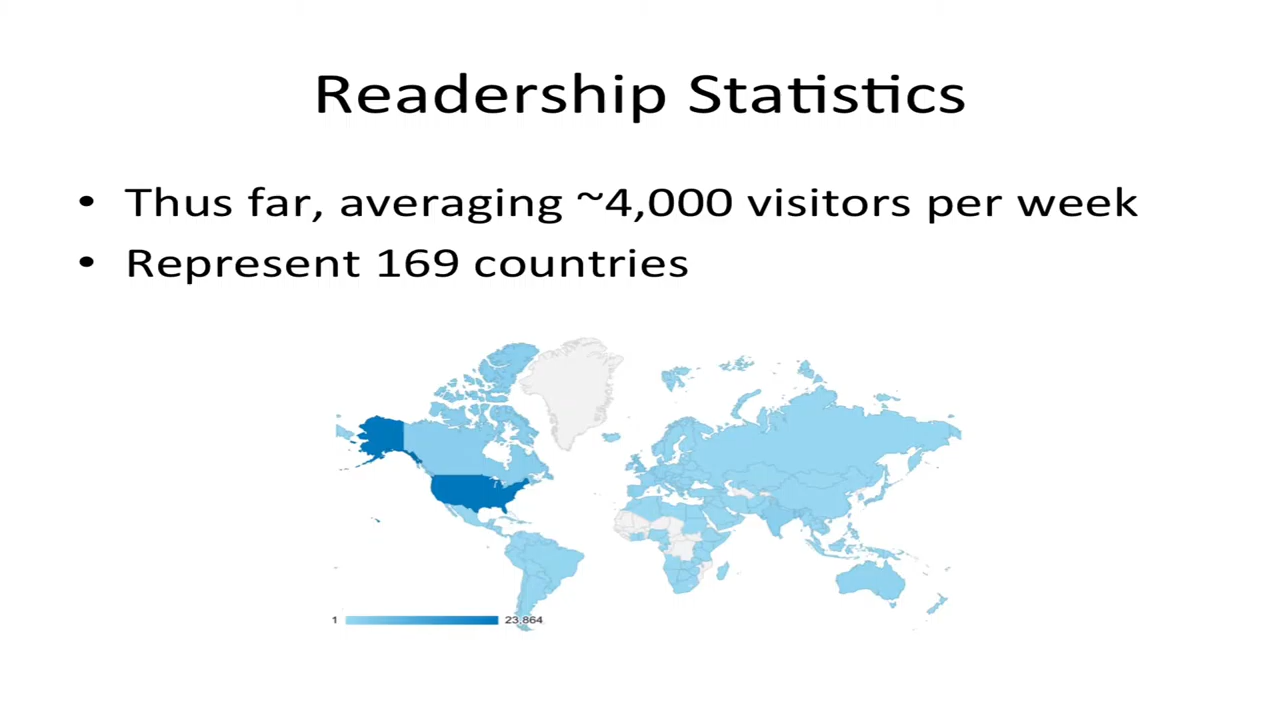 Readership Statistics
• Thus far, averaging ~4,000 visitors per week
• Represent 169 countries
1 23,864